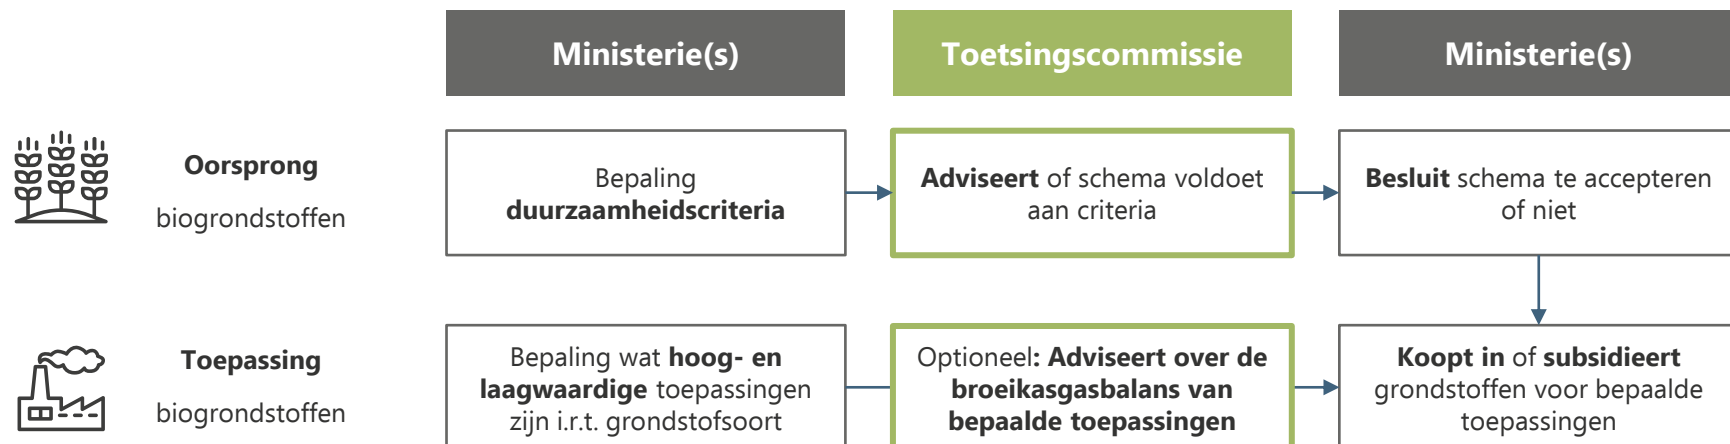 Ministerie(s)
Toetsingscommissie
Ministerie(s)
Oorsprong
biogrondstoffen
Bepaling
duurzaamheidscriteria
Adviseert of schema voldoet
aan criteria
Besluit schema te accepteren
of niet
Toepassing
biogrondstoffen
Bepaling wat hoog- en
laagwaardige toepassingen
zijn i.r.t. grondstofsoort
Optioneel: Adviseert over de
broeikasgasbalans van
bepaalde toepassingen
Koopt in of subsidieert
grondstoffen voor bepaalde
toepassingen